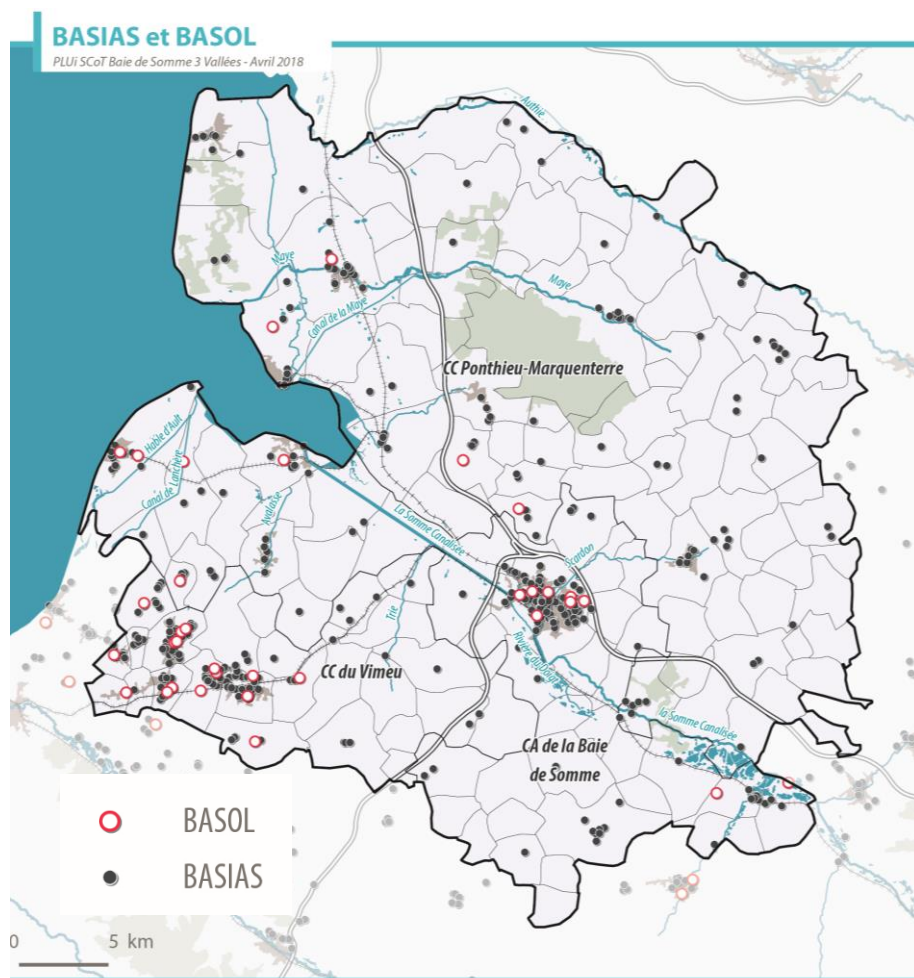 BASIAS et BASOL
PLUi SCoT Baie de Somme 3 Vallées - Avril 2018
Authie
Maye
Maye
Canal de la Maye
CC Ponthieu-Marquenterre
Hable d'Ault
Canal de Lanchère
Avalasse
La Somme Canalisée
Scardon
Trie
Rivière du Doigt
CC du Vimeu
la Somme Canalisée
CA de la Baie
de Somme
BASOL
BASIAS
0 5 km